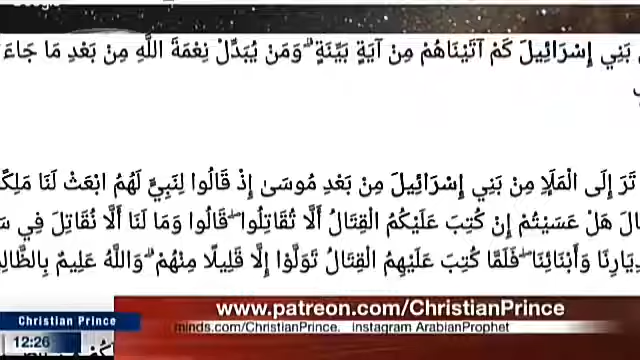 بَنِي إِسْرَائِيلَ كَمْ آتَيْنَاهُمْ مِنْ آيَةٍ بَيِّنَةٍ ۗ وَمَنْ يُبَدِّلْ نِعْمَةَ اللَّهِ مِنْ بَعْدِ مَا جَاءَ
تَرَ إِلَى الْمَلَإِ مِنْ بَنِي إِسْرَائِيلَ مِنْ بَعْدِ مُوسَىٰ إِذْ قَالُوا لِنَبِيٍّ لَهُمُ ابْعَثْ لَنَا مَلِكً
هَلْ عَسَيْتُمْ إِنْ كُتِبَ عَلَيْكُمُ الْقِتَالُ أَلَّا تُقَاتِلُوا ۖ قَالُوا وَمَا لَنَا أَلَّا نُقَاتِلَ فِي
دِيَارِنَا وَأَبْنَائِنَا ۖ فَلَمَّا كُتِبَ عَلَيْهِمُ الْقِتَالُ تَوَلَّوْا إِلَّا قَلِيلًا مِنْهُمْ ۗ وَاللَّهُ عَلِيمٌ بِالظَّالِ
www.patreon.com/ChristianPrince
Christian Prince
minds.com/ChristianPrince. instagram ArabianProphet
12:26